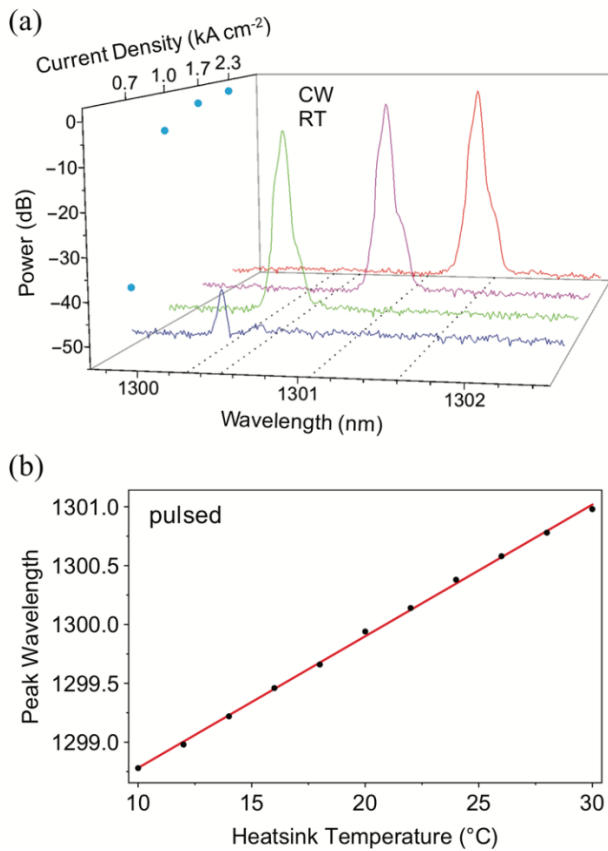 (a)
Current Density (kA cm⁻²)
0.7 1.0 1.7 2.3
CW
RT
Power (dB)
0
−10
−20
−30
−40
−50
1300 1301 1302
Wavelength (nm)
(b)
pulsed
Peak Wavelength
1301.0
1300.5
1300.0
1299.5
1299.0
10 15 20 25 30
Heatsink Temperature (°C)